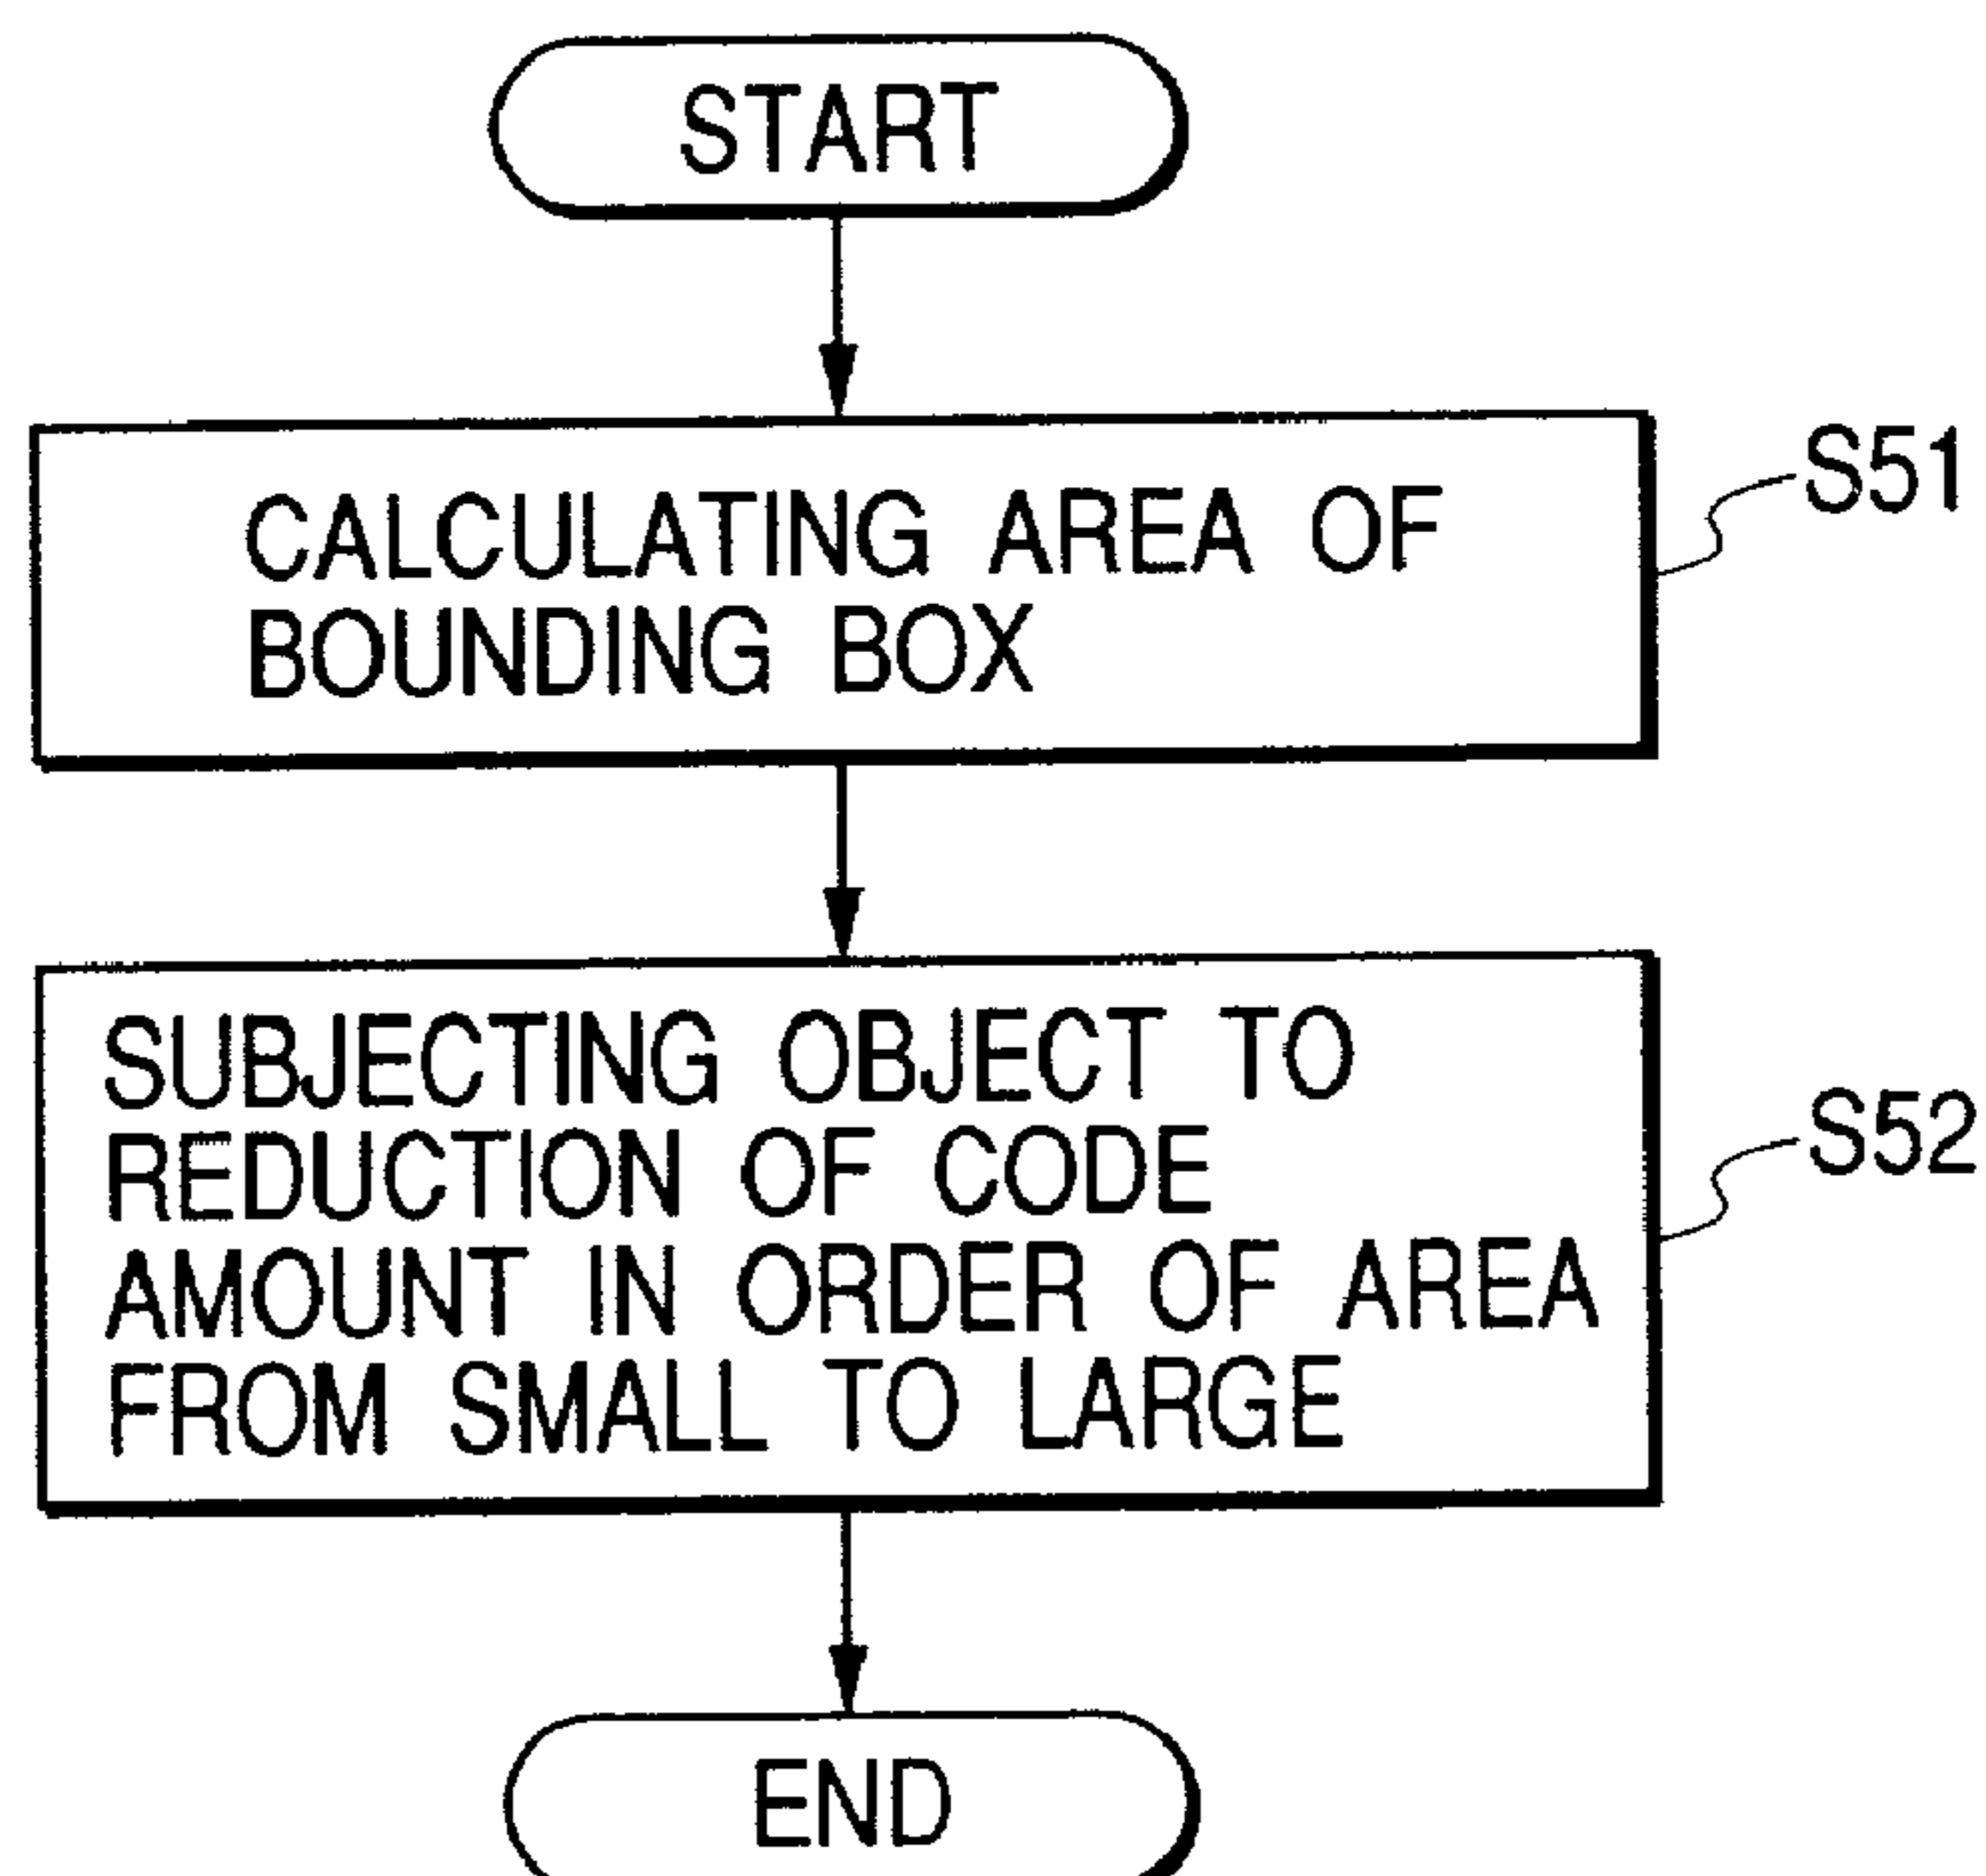 START
CALCULATING AREA OF
BOUNDING BOX
S51
SUBJECTING OBJECT TO
REDUCTION OF CODE
AMOUNT IN ORDER OF AREA
FROM SMALL TO LARGE
S52
END